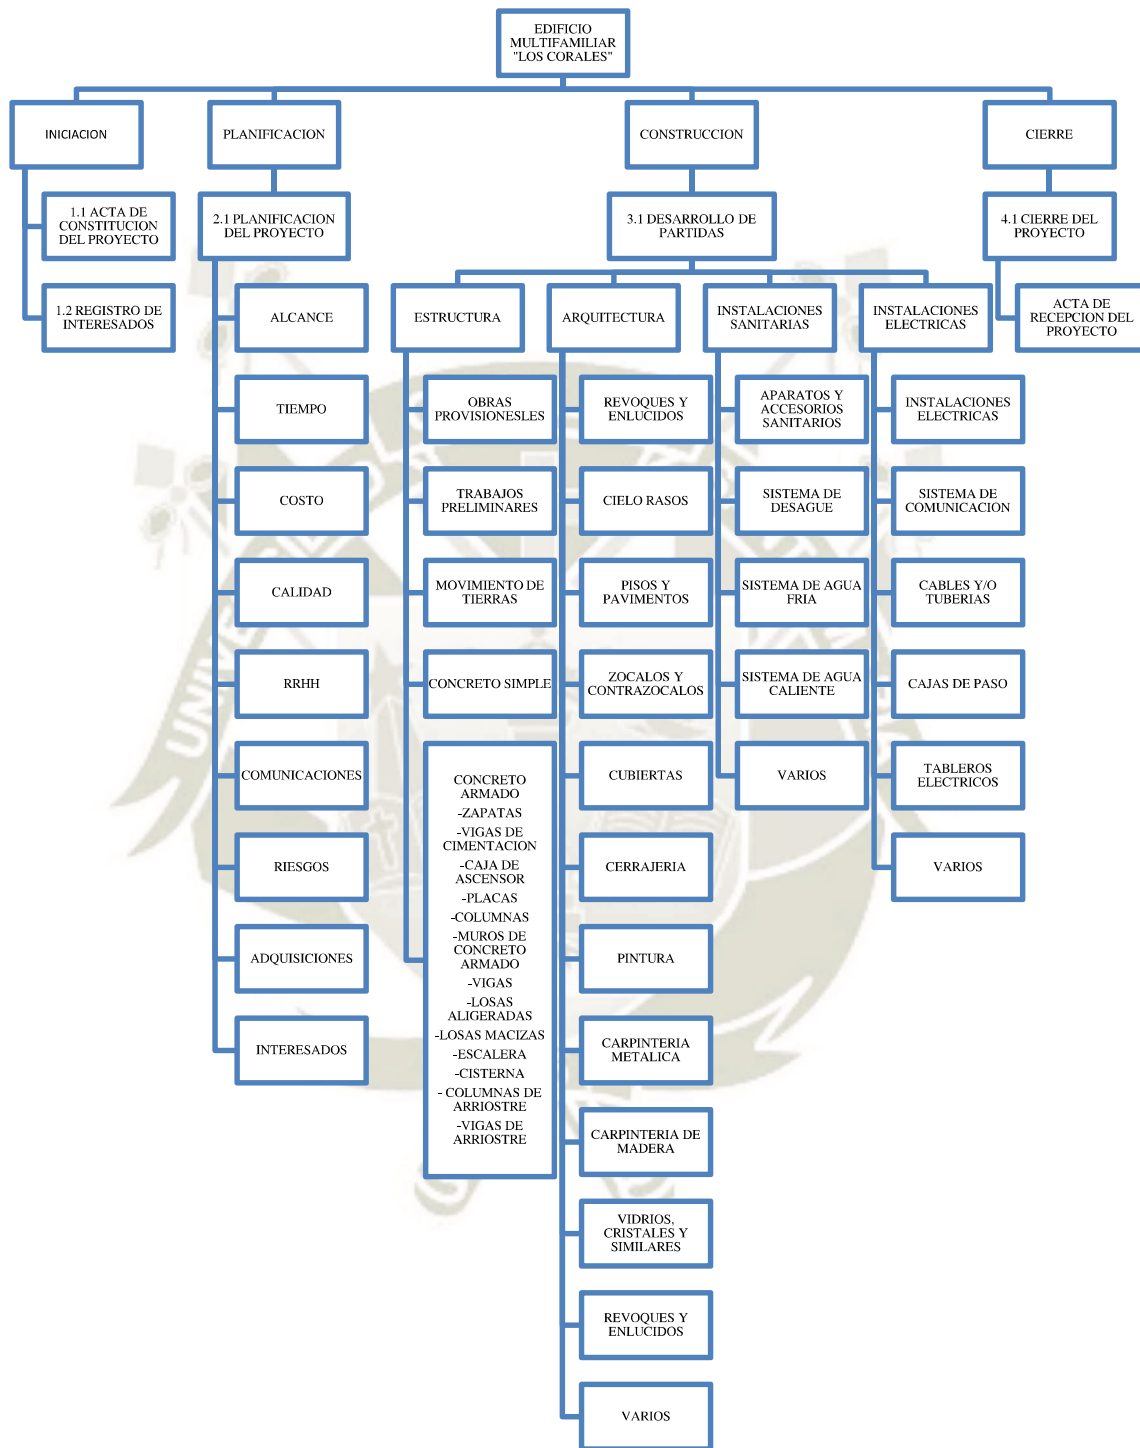 EDIFICIO
MULTIFAMILIAR
"LOS CORALES"
INICIACION
PLANIFICACION
CONSTRUCCION
CIERRE
1.1 ACTA DE
CONSTITUCION
DEL PROYECTO
2.1 PLANIFICACION
DEL PROYECTO
3.1 DESARROLLO DE
PARTIDAS
4.1 CIERRE DEL
PROYECTO
1.2 REGISTRO DE
INTERESADOS
ALCANCE
ESTRUCTURA
ARQUITECTURA
INSTALACIONES
SANITARIAS
INSTALACIONES
ELECTRICAS
ACTA DE
RECEPCION DEL
PROYECTO
TIEMPO
OBRAS
PROVISIONESLES
REVOQUES Y
ENLUCIDOS
APARATOS Y
ACCESORIOS
SANITARIOS
INSTALACIONES
ELECTRICAS
COSTO
TRABAJOS
PRELIMINARES
CIELO RASOS
SISTEMA DE
DESAGUE
SISTEMA DE
COMUNICACION
CALIDAD
MOVIMIENTO DE
TIERRAS
PISOS Y
PAVIMENTOS
SISTEMA DE AGUA
FRIA
CABLES Y/O
TUBERIAS
RRHH
CONCRETO SIMPLE
ZOCALOS Y
CONTRAZOCALOS
SISTEMA DE AGUA
CALIENTE
CAJAS DE PASO
COMUNICACIONES
CONCRETO
ARMADO
-ZAPATAS
-VIGAS DE
CIMENTACION
-CAJA DE
ASCENSOR
-PLACAS
-COLUMNAS
-MUROS DE
CONCRETO
ARMADO
-VIGAS
-LOSAS
ALIGERADAS
-LOSAS MACIZAS
-ESCALERA
-CISTERNA
- COLUMNAS DE
ARRIOSTRE
-VIGAS DE
ARRIOSTRE
CUBIERTAS
VARIOS
TABLEROS
ELECTRICOS
RIESGOS
CERRAJERIA
VARIOS
ADQUISICIONES
PINTURA
INTERESADOS
CARPINTERIA
METALICA
CARPINTERIA DE
MADERA
VIDRIOS,
CRISTALES Y
SIMILARES
REVOQUES Y
ENLUCIDOS
VARIOS